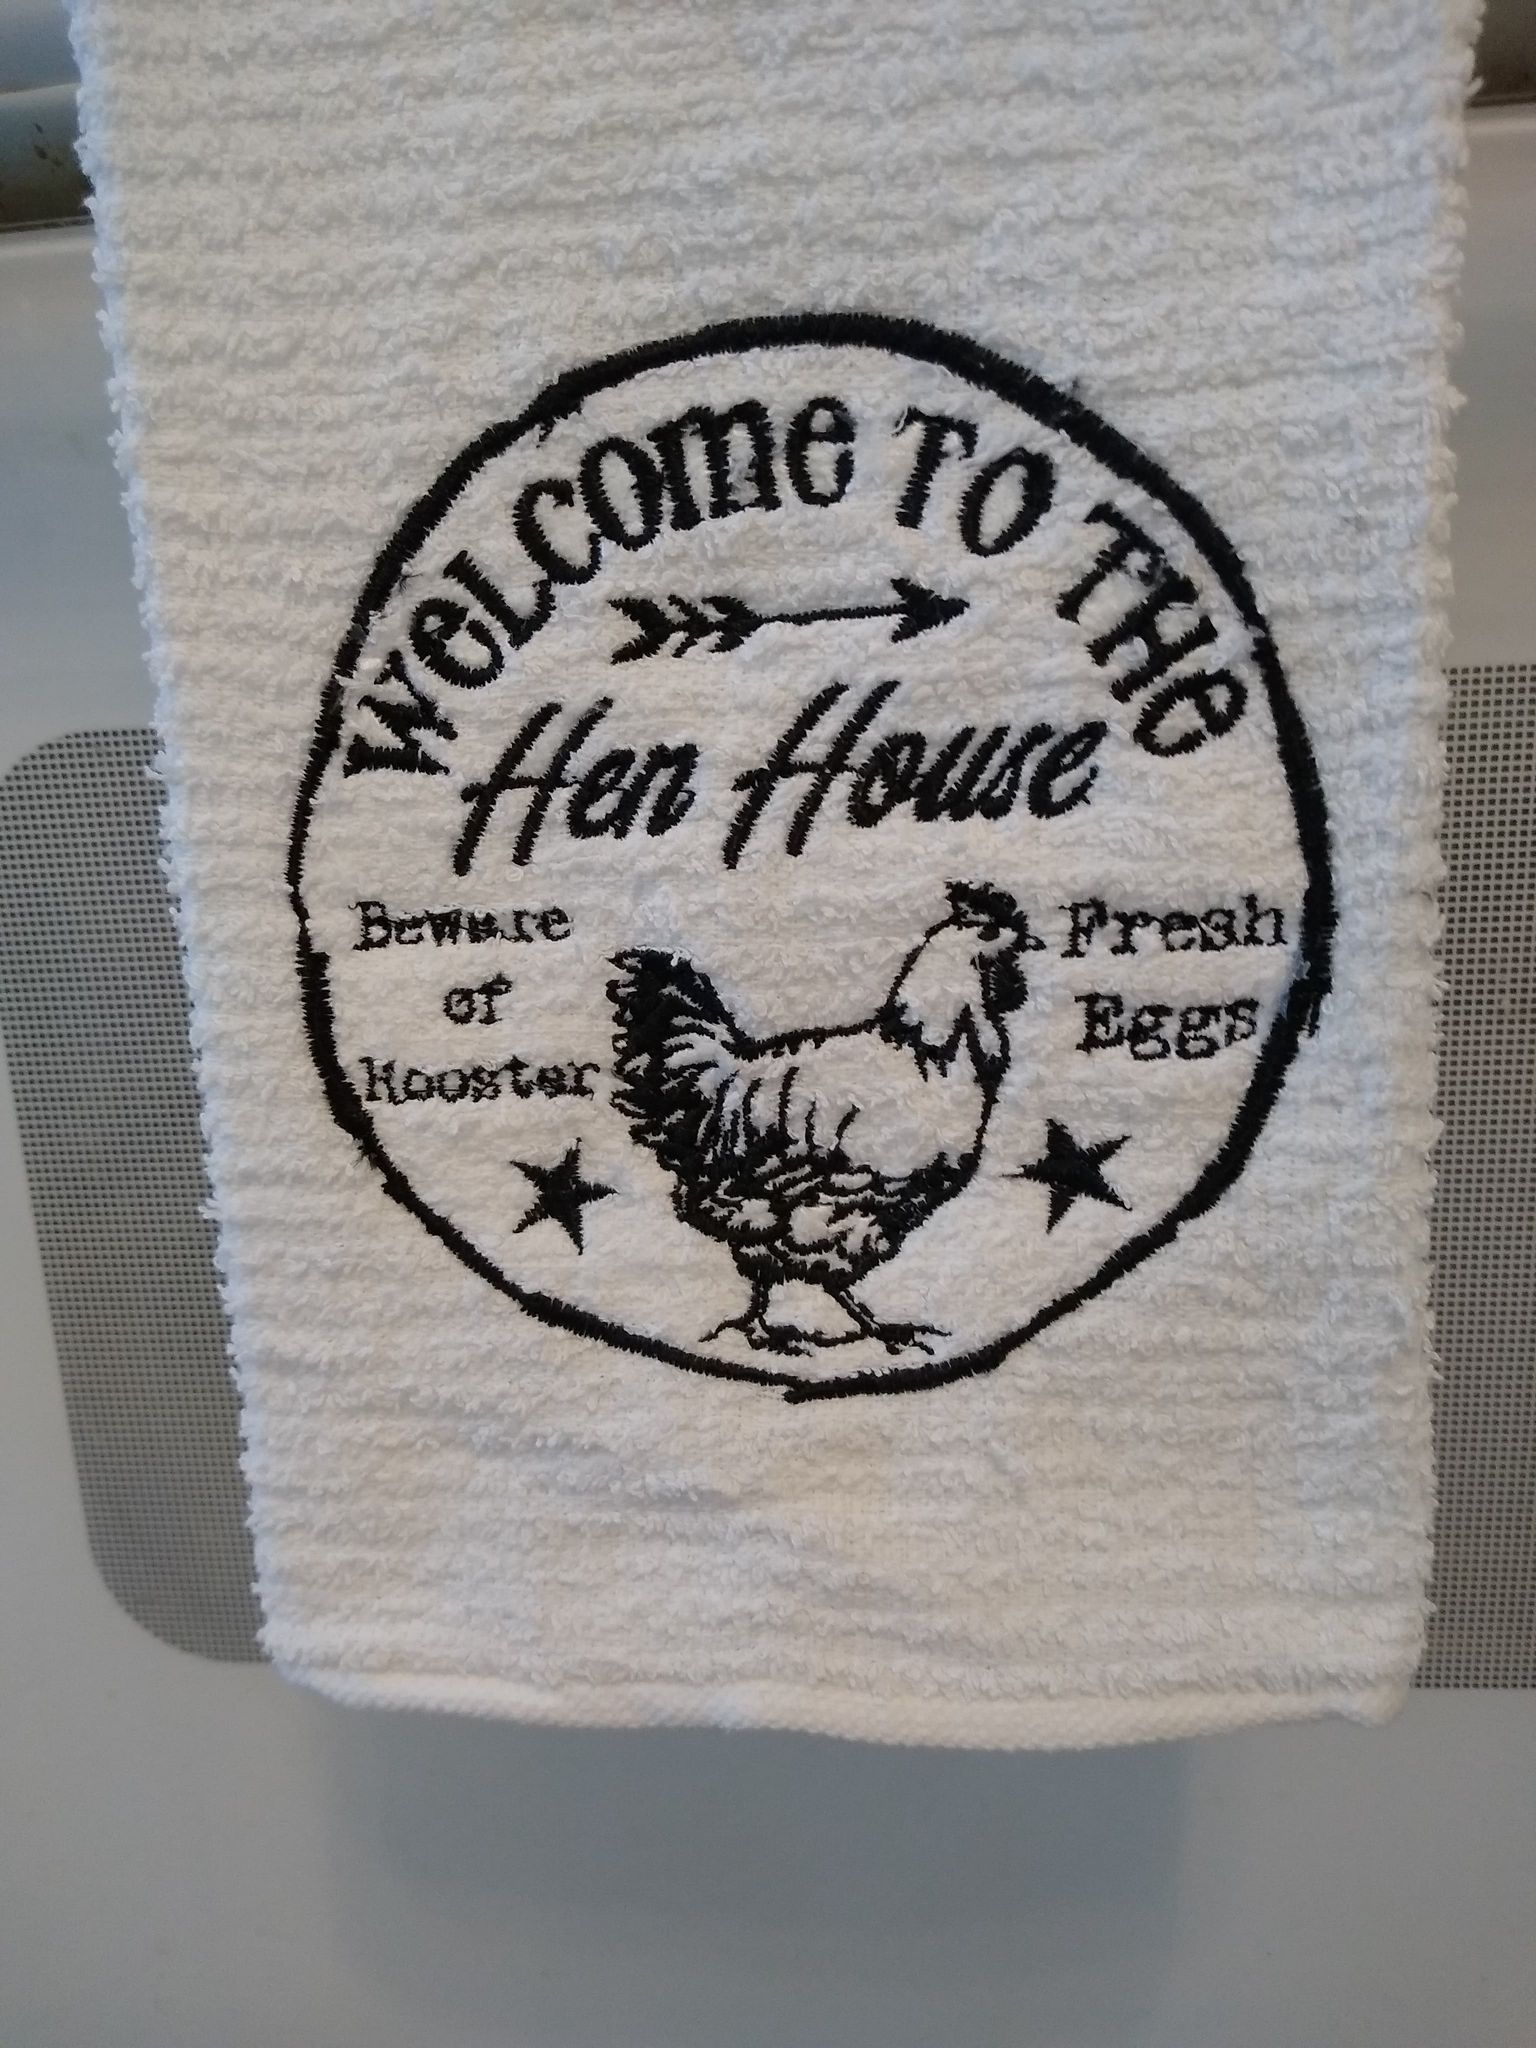 Welcome To The
Hen House
Beware
of
Rooster
Fresh
Eggs